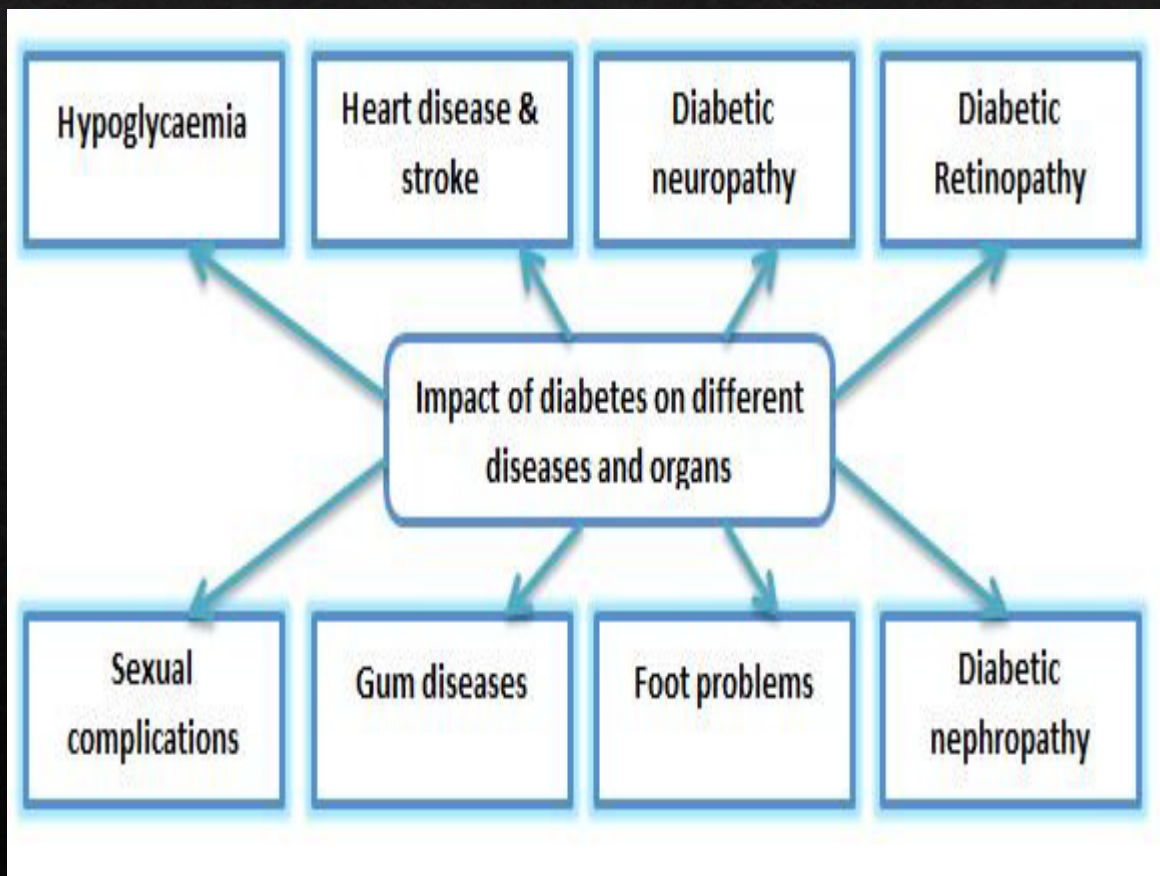 Hypoglycaemia
Heart disease &
stroke
Diabetic
neuropathy
Diabetic
Retinopathy
Impact of diabetes on different
diseases and organs
Sexual
complications
Gum diseases
Foot problems
Diabetic
nephropathy